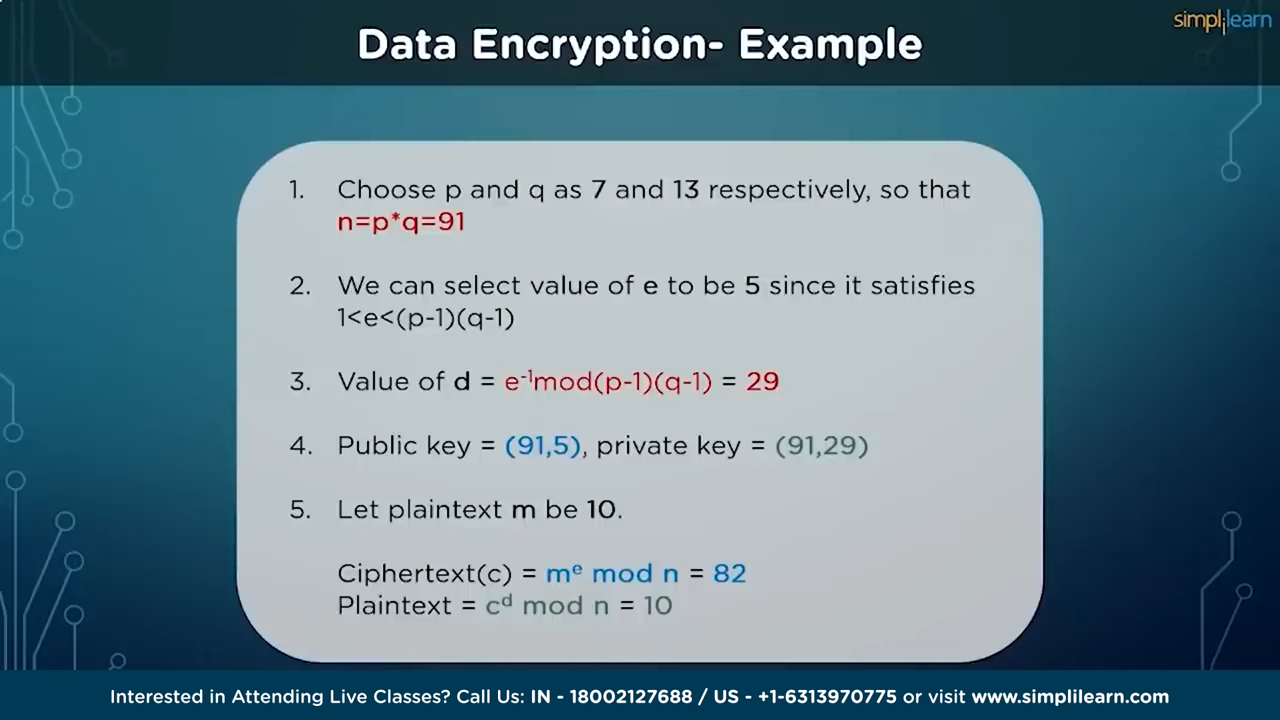 simplilearn
Data Encryption- Example
1. Choose p and q as 7 and 13 respectively, so that
n=p*q=91
2. We can select value of e to be 5 since it satisfies
1<e<(p-1)(q-1)
3. Value of d = e⁻¹mod(p-1)(q-1) = 29
4. Public key = (91,5), private key = (91,29)
5. Let plaintext m be 10.
Ciphertext(c) = mᵉ mod n = 82
Plaintext = cᵈ mod n = 10
Interested in Attending Live Classes? Call Us: IN - 18002127688 / US - +1-6313970775 or visit www.simplilearn.com